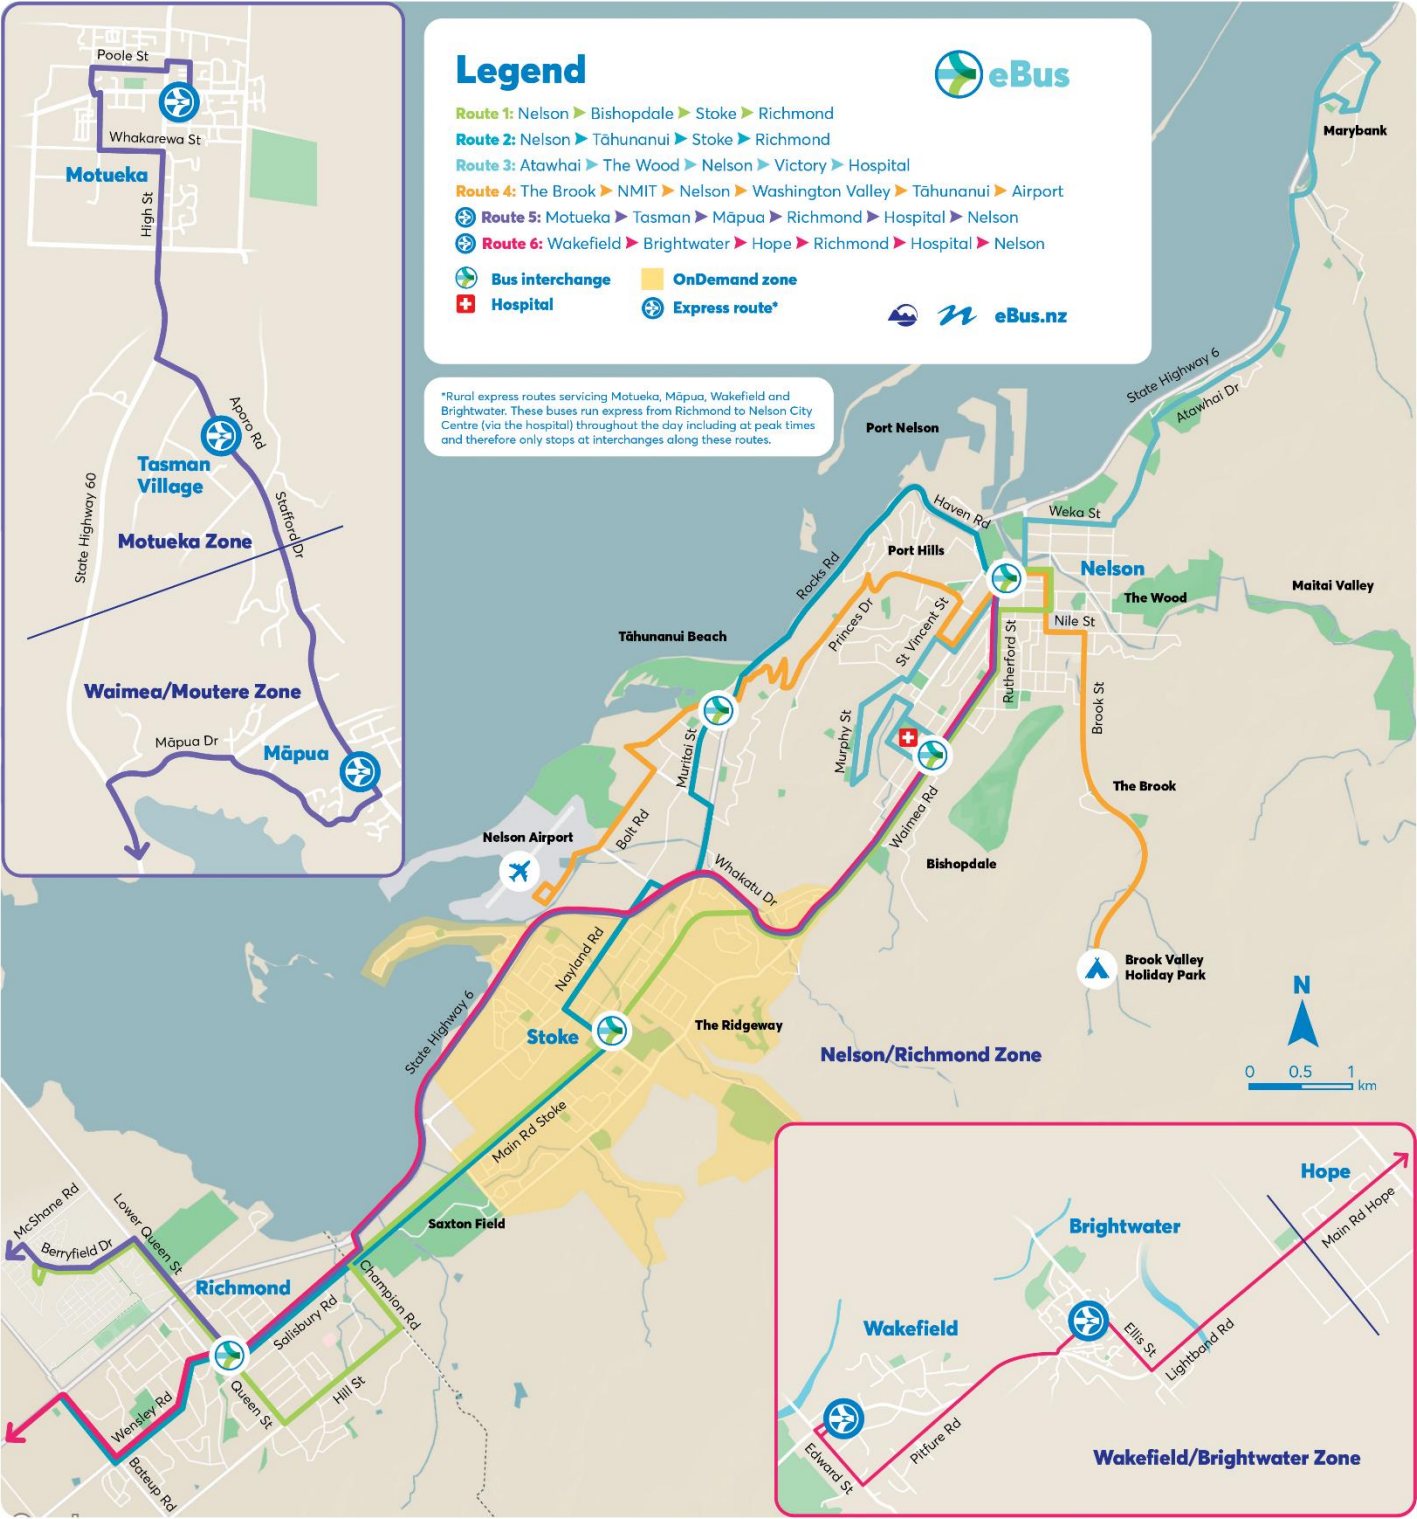 Poole St
Whakarewa St
Motueka
High St
Aporo Rd
Tasman
Village
State Highway 60
Stafford Dr
Motueka Zone
Waimea/Moutere Zone
Māpua Dr
Māpua
Legend
eBus
Route 1: Nelson Bishopdale Stoke Richmond
Route 2: Nelson Tāhunanui Stoke Richmond
Route 3: Atawhai The Wood Nelson Victory Hospital
Route 4: The Brook NMIT Nelson Washington Valley Tāhunanui Airport
Route 5: Motueka Tasman Māpua Richmond Hospital Nelson
Route 6: Wakefield Brightwater Hope Richmond Hospital Nelson
Bus interchange
OnDemand zone
Hospital
Express route*
eBus.nz
*Rural express routes servicing Motueka, Māpua, Wakefield and
Brightwater. These buses run express from Richmond to Nelson City
Centre (via the hospital) throughout the day including at peak times
and therefore only stops at interchanges along these routes.
Marybank
State Highway 6
Atawhai Dr
Port Nelson
Haven Rd
Weka St
Port Hills
Nelson
Rocks Rd
The Wood
Maitai Valley
Princes Dr
St Vincent St
Nile St
Tāhunanui Beach
Rutherford St
Brook St
Muritai St
Murphy St
The Brook
Waimea Rd
Bolt Rd
Nelson Airport
Bishopdale
Whakatu Dr
Nayland Rd
Brook Valley
Holiday Park
N
State Highway 6
Stoke
The Ridgeway
Nelson/Richmond Zone
0 0.5 1
km
Main Rd Stoke
McShane Rd
Lower Queen St
Berryfield Dr
Saxton Field
Richmond
Champion Rd
Salisbury Rd
Hill St
Queen St
Wensley Rd
Bateup Rd
Hope
Main Rd Hope
Brightwater
Wakefield
Ellis St
Lightband Rd
Pitfure Rd
Edward St
Wakefield/Brightwater Zone